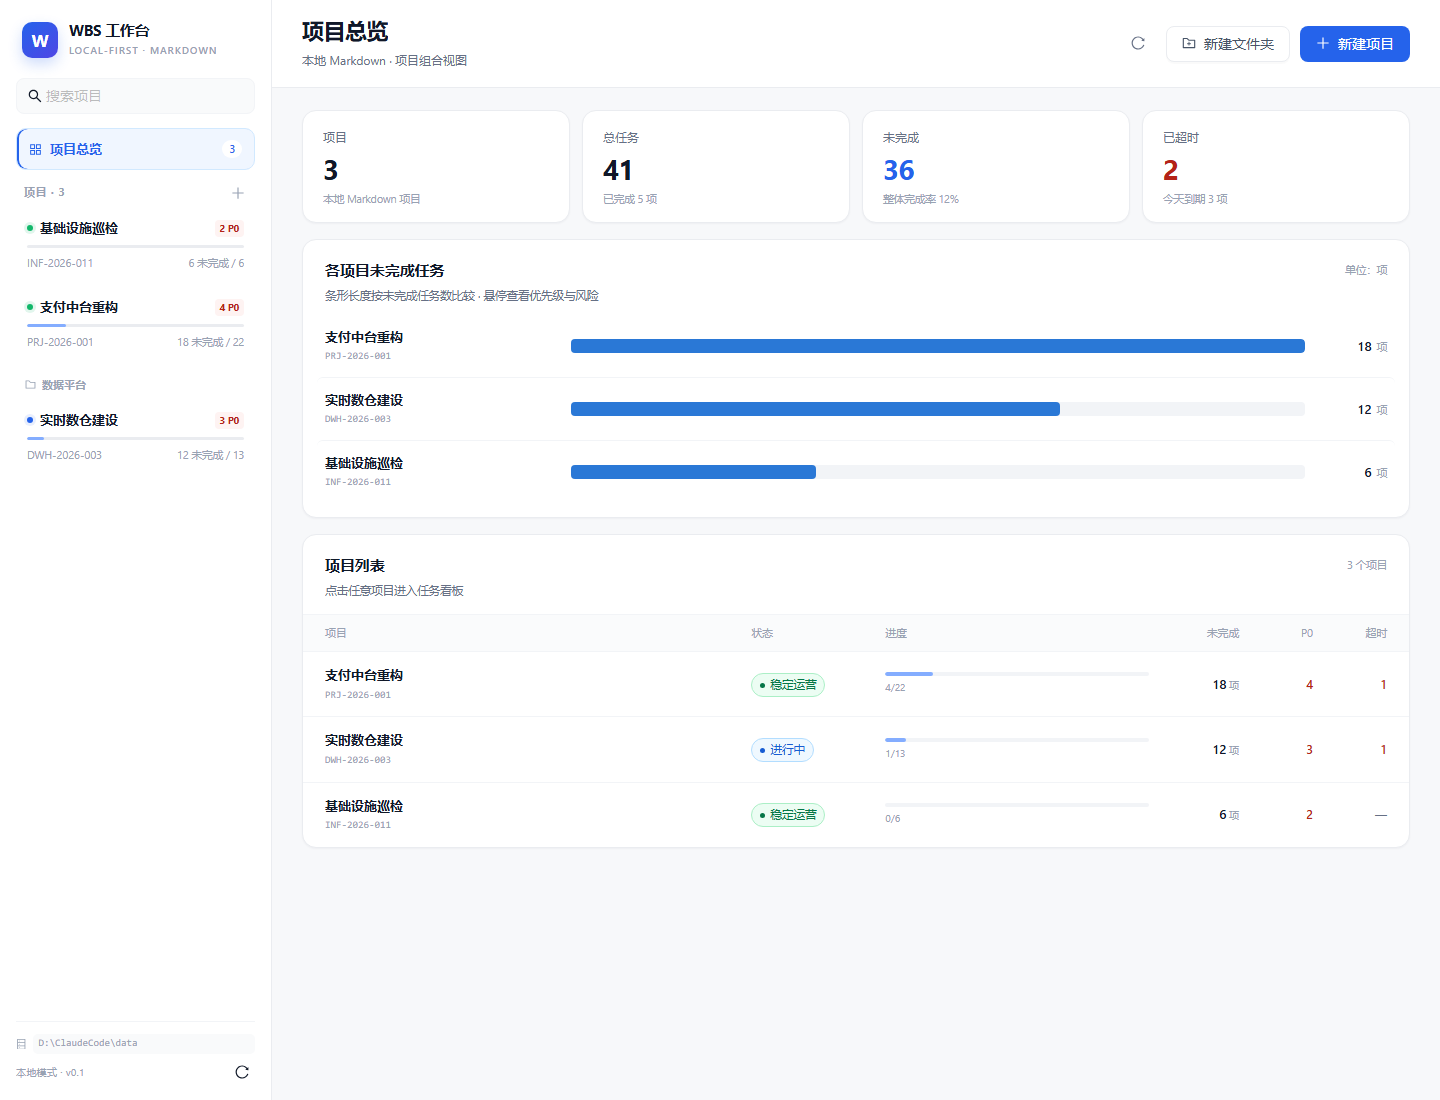 W
WBS 工作台
LOCAL-FIRST · MARKDOWN
搜索项目
项目总览 3
项目 · 3
基础设施巡检 2 P0
INF-2026-011 6 未完成 / 6
支付中台重构 4 P0
PRJ-2026-001 18 未完成 / 22
数据平台
实时数仓建设 3 P0
DWH-2026-003 12 未完成 / 13
D:\ClaudeCode\data
本地模式 · v0.1
项目总览
本地 Markdown · 项目组合视图
新建文件夹
新建项目
项目
3
本地 Markdown 项目
总任务
41
已完成 5 项
未完成
36
整体完成率 12%
已超时
2
今天到期 3 项
各项目未完成任务 单位：项
条形长度按未完成任务数比较 · 悬停查看优先级与风险
支付中台重构
PRJ-2026-001
18 项
实时数仓建设
DWH-2026-003
12 项
基础设施巡检
INF-2026-011
6 项
项目列表 3 个项目
点击任意项目进入任务看板
项目 状态 进度 未完成 P0 超时
支付中台重构
PRJ-2026-001
稳定运营 4/22 18 项 4 1
实时数仓建设
DWH-2026-003
进行中 1/13 12 项 3 1
基础设施巡检
INF-2026-011
稳定运营 0/6 6 项 2 —